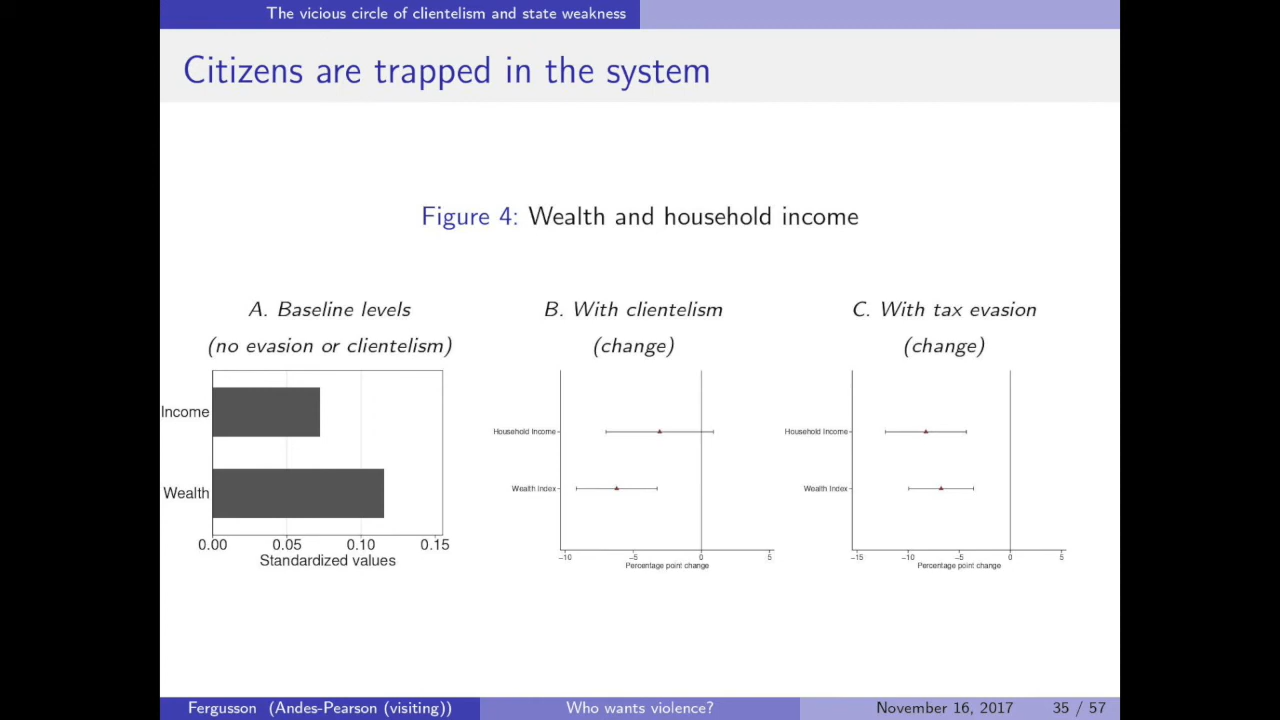 The vicious circle of clientelism and state weakness
Citizens are trapped in the system
Figure 4: Wealth and household income
A. Baseline levels
(no evasion or clientelism)
Income
Wealth
0.00 0.05 0.10 0.15
Standardized values
B. With clientelism
(change)
Household Income
Wealth Index
−10 −5 0 5
Percentage point change
C. With tax evasion
(change)
Household Income
Wealth Index
−15 −10 −5 0 5
Percentage point change
Fergusson (Andes-Pearson (visiting)) Who wants violence? November 16, 2017 35 / 57